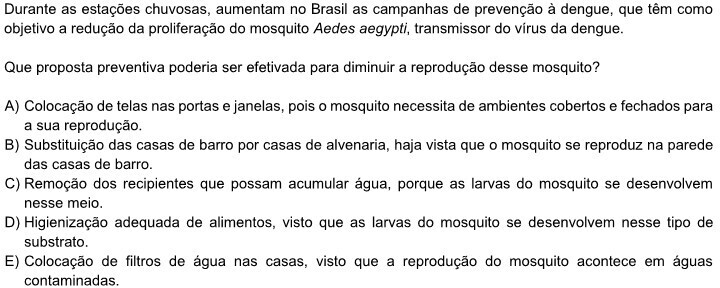 Durante as estações chuvosas, aumentam no Brasil as campanhas de prevenção à dengue, que têm como
objetivo a redução da proliferação do mosquito Aedes aegypti, transmissor do vírus da dengue.
Que proposta preventiva poderia ser efetivada para diminuir a reprodução desse mosquito?
A) Colocação de telas nas portas e janelas, pois o mosquito necessita de ambientes cobertos e fechados para
a sua reprodução.
B) Substituição das casas de barro por casas de alvenaria, haja vista que o mosquito se reproduz na parede
das casas de barro.
C) Remoção dos recipientes que possam acumular água, porque as larvas do mosquito se desenvolvem
nesse meio.
D) Higienização adequada de alimentos, visto que as larvas do mosquito se desenvolvem nesse tipo de
substrato.
E) Colocação de filtros de água nas casas, visto que a reprodução do mosquito acontece em águas
contaminadas.